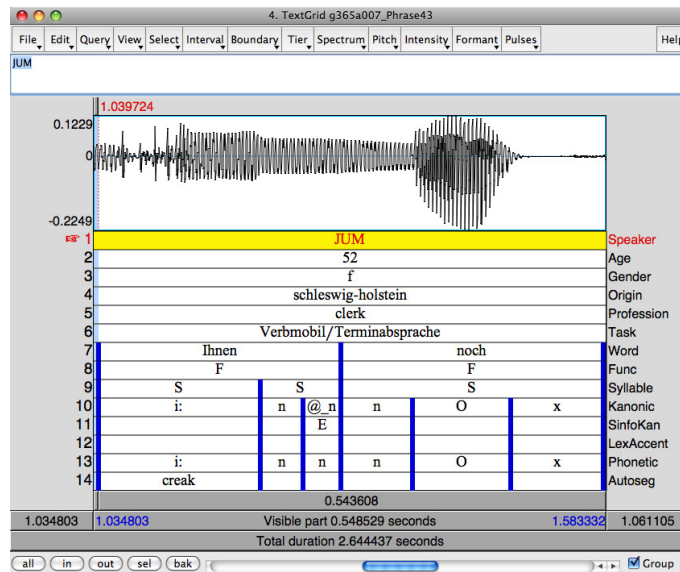 4. TextGrid g365a007_Phrase43
File Edit Query View Select Interval Boundary Tier Spectrum Pitch Intensity Formant Pulses Help
JUM
1.039724
0.1229
0
-0.2249
1 JUM Speaker
2 52 Age
3 f Gender
4 schleswig-holstein Origin
5 clerk Profession
6 Verbmobil/Terminabsprache Task
7 Ihnen noch Word
8 F F Func
9 S S S Syllable
10 i: n @_n n O x Kanonic
11 E SinfoKan
12 LexAccent
13 i: n n n O x Phonetic
14 creak Autoseg
0.543608
1.034803 1.034803 Visible part 0.548529 seconds 1.583332 1.061105
Total duration 2.644437 seconds
all in out sel bak Group